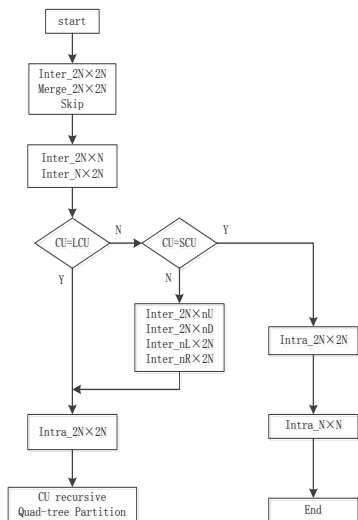 start
Inter_2N×2N
Merge_2N×2N
Skip
Inter_2N×N
Inter_N×2N
CU=LCU
N
CU=SCU
Y
Y
N
Inter_2N×nU
Inter_2N×nD
Inter_nL×2N
Inter_nR×2N
Intra_2N×2N
Intra_2N×2N
Intra_N×N
CU recursive
Quad-tree Partition
End